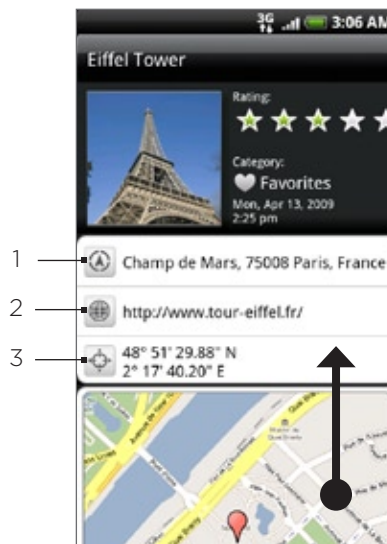 3G 3:06 AM
Eiffel Tower
Rating:
Category:
Favorites
Mon, Apr 13, 2009
2:25 pm
1
Champ de Mars, 75008 Paris, France
2
http://www.tour-eiffel.fr/
3
48° 51' 29.88" N
2° 17' 40.20" E